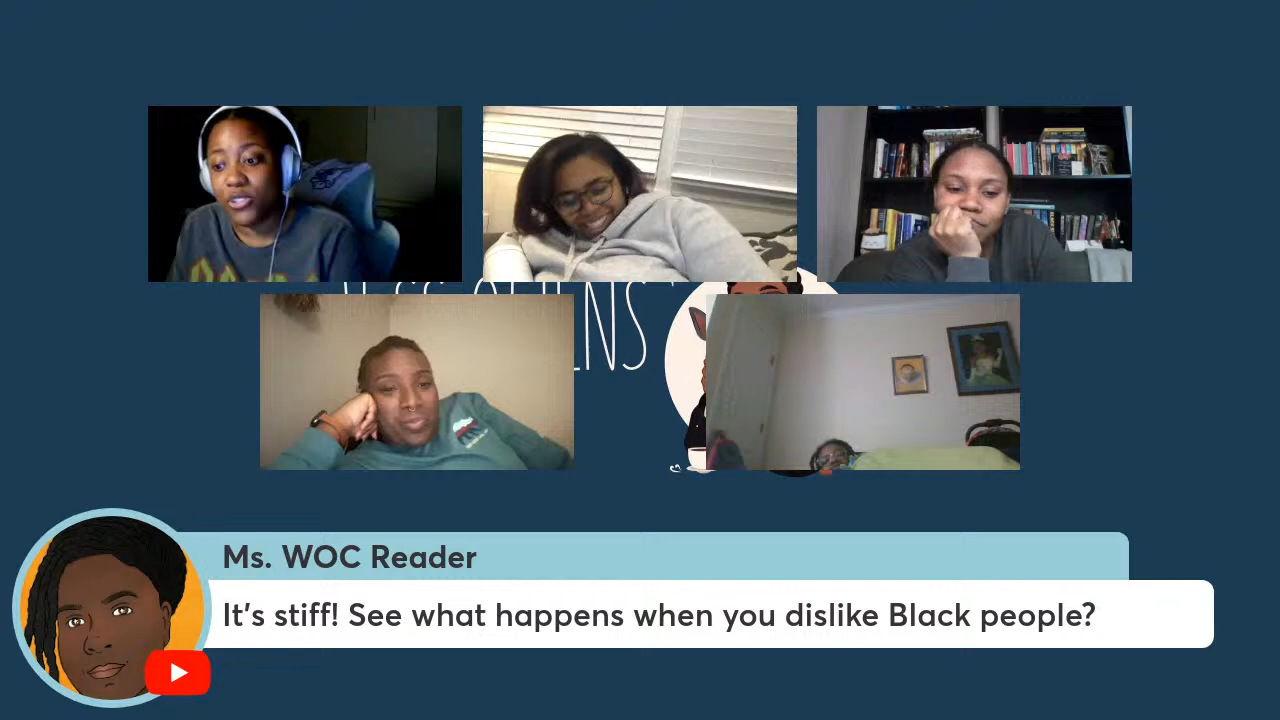 Ms. WOC Reader
It's stiff! See what happens when you dislike Black people?